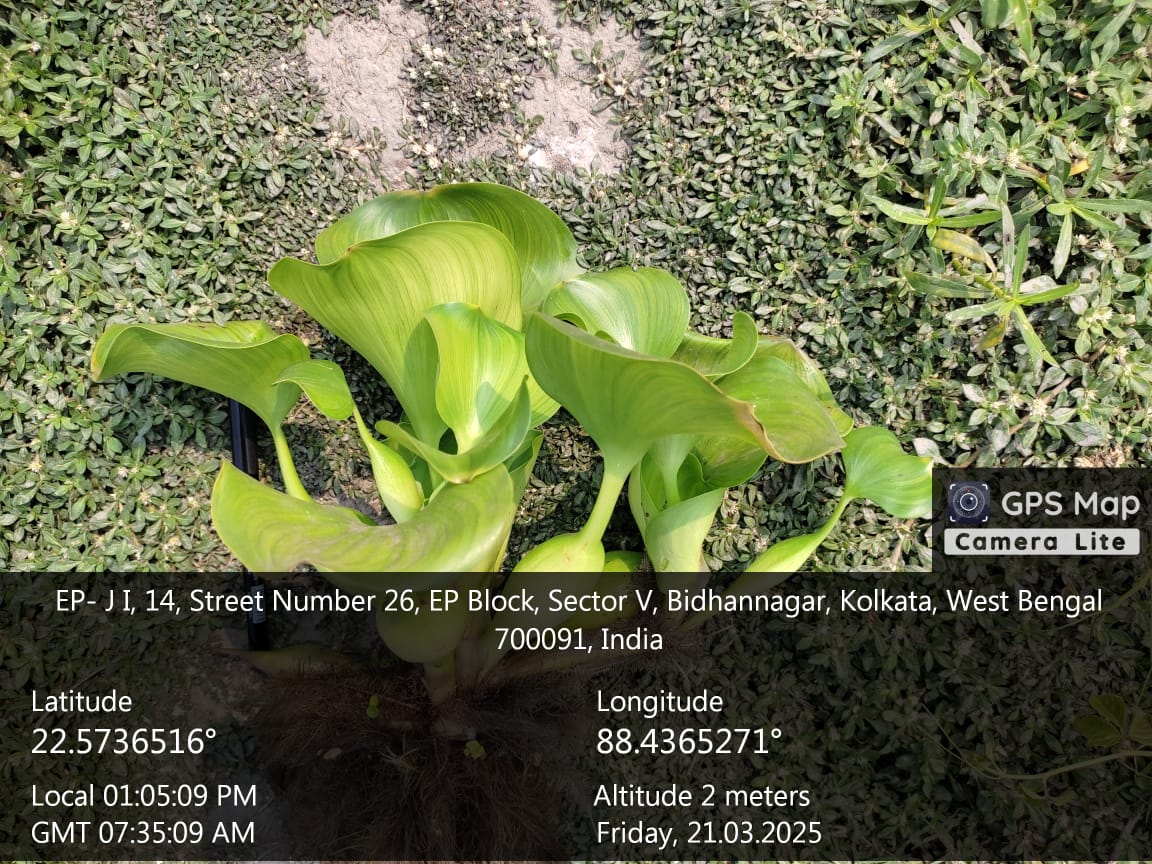 GPS Map
Camera Lite
EP- J I, 14, Street Number 26, EP Block, Sector V, Bidhannagar, Kolkata, West Bengal
700091, India
Latitude
22.5736516°
Longitude
88.4365271°
Local 01:05:09 PM
GMT 07:35:09 AM
Altitude 2 meters
Friday, 21.03.2025